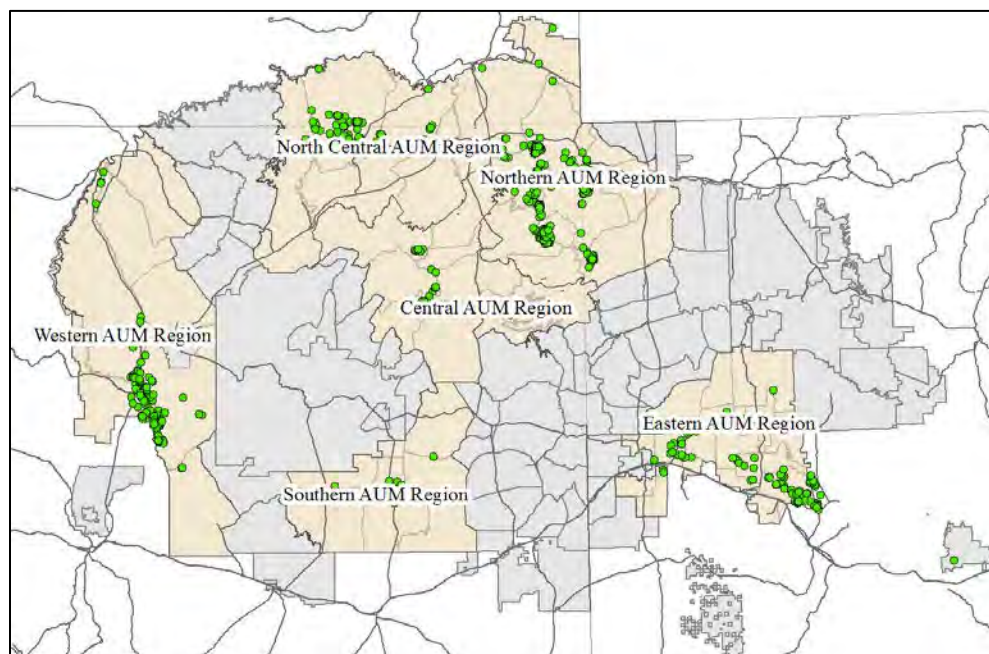 North Central AUM Region
Northern AUM Region
Central AUM Region
Western AUM Region
Eastern AUM Region
Southern AUM Region